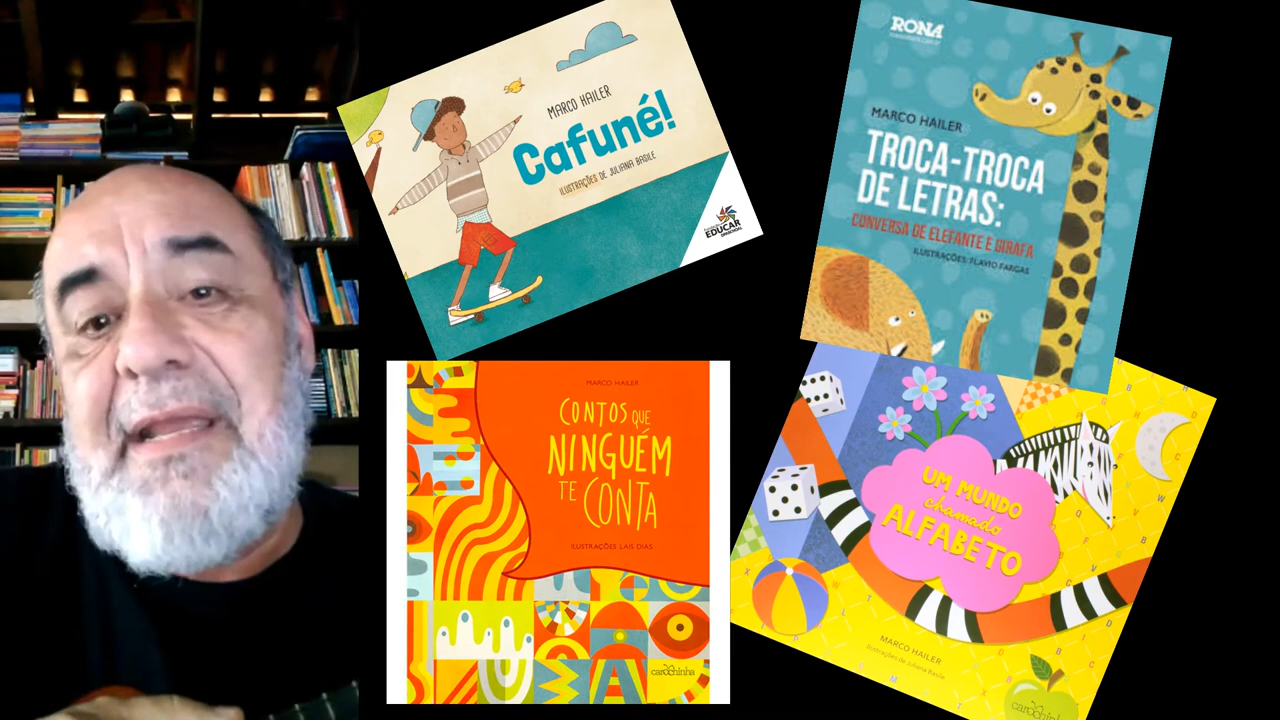 MARCO HAILER
Cafuné!
ILUSTRAÇÕES DE JULIANA BASILE
EDUCAR
RONA
MARCO HAILER
TROCA-TROCA
DE LETRAS:
CONVERSA DE ELEFANTE E GIRAFA
ILUSTRAÇÕES: FLAVIO FARGAS
MARCO HAILER
CONTOS QUE
NINGUÉM
TE CONTA
ILUSTRAÇÕES LAIS DIAS
carochinha
UM MUNDO
chamado
ALFABETO
MARCO HAILER
Ilustrações de Juliana Basile
carochinha